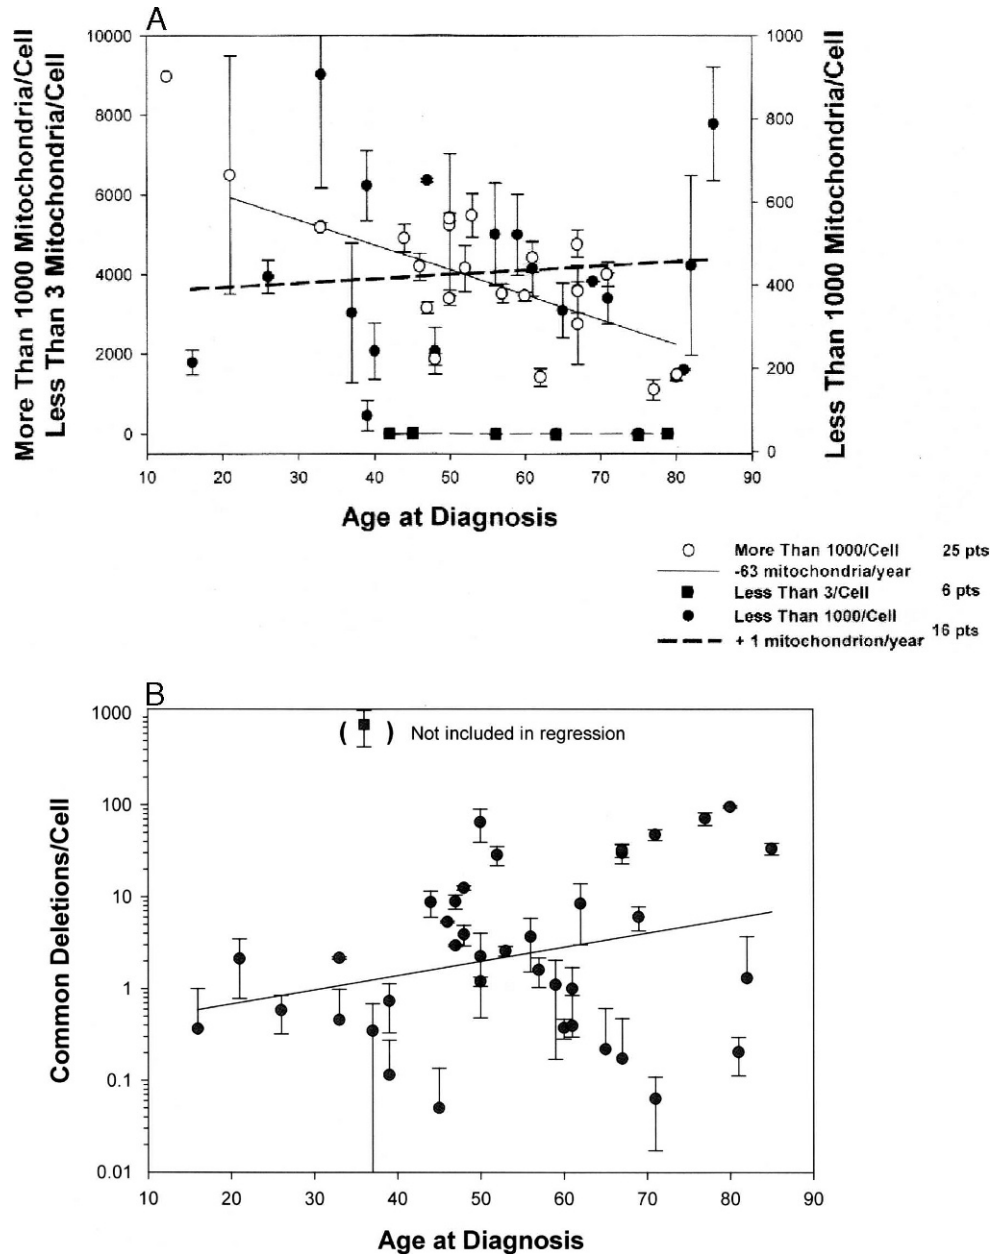 A
More Than 1000 Mitochondria/Cell
Less Than 3 Mitochondria/Cell
10000
8000
6000
4000
2000
0
1000
800
600
400
200
0
Less Than 1000 Mitochondria/Cell
10 20 30 40 50 60 70 80 90
Age at Diagnosis
More Than 1000/Cell 25 pts
-63 mitochondria/year
Less Than 3/Cell 6 pts
Less Than 1000/Cell
16 pts
+ 1 mitochondrion/year
B
Common Deletions/Cell
1000
100
10
1
0.1
0.01
( ) Not included in regression
10 20 30 40 50 60 70 80 90
Age at Diagnosis